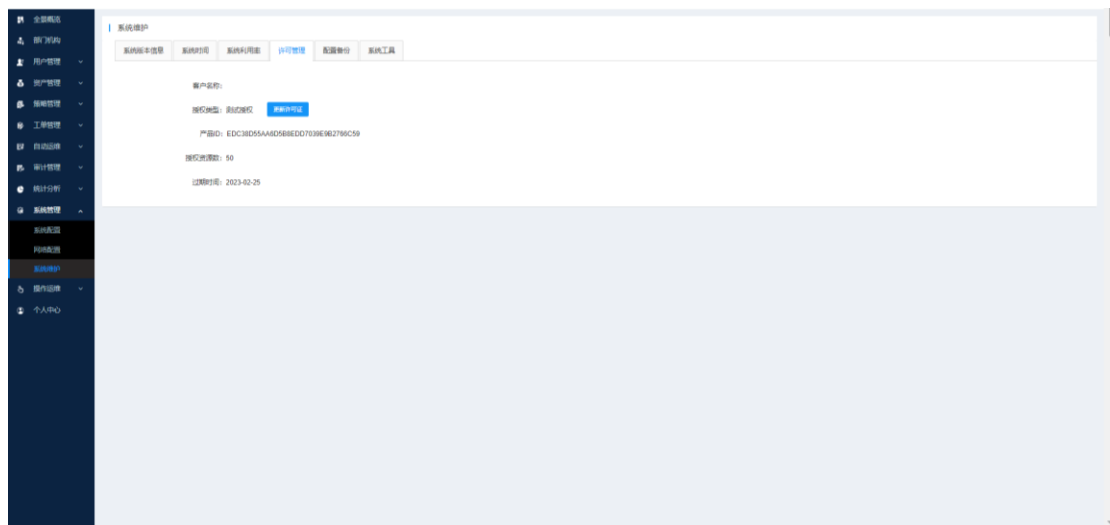 全景概览
部门机构
用户管理
资产管理
策略管理
工单管理
自动运维
审计管理
统计分析
系统管理
系统配置
网络配置
系统维护
操作运维
个人中心
系统维护
系统版本信息 系统时间 系统利用率 许可管理 配置备份 系统工具
客户名称:
授权类型: 测试授权 更新许可证
产品ID: EDC38D55AA6D5B8EDD7039E9B2766C59
授权资源数: 50
过期时间: 2023-02-25